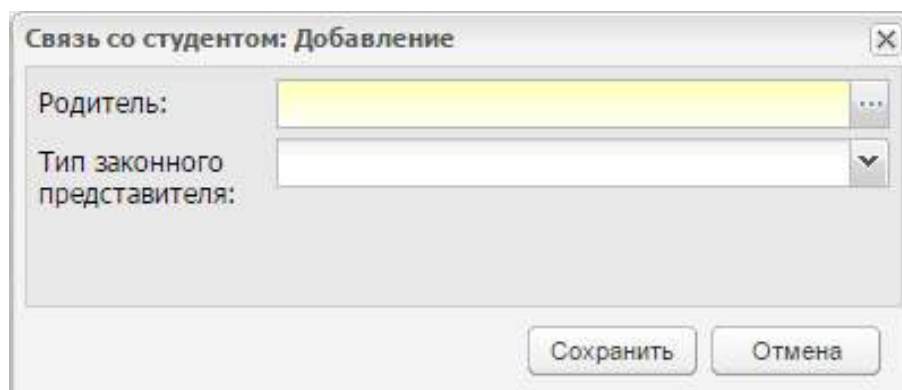 Связь со студентом: Добавление
Родитель:
Тип законного
представителя:
Сохранить Отмена